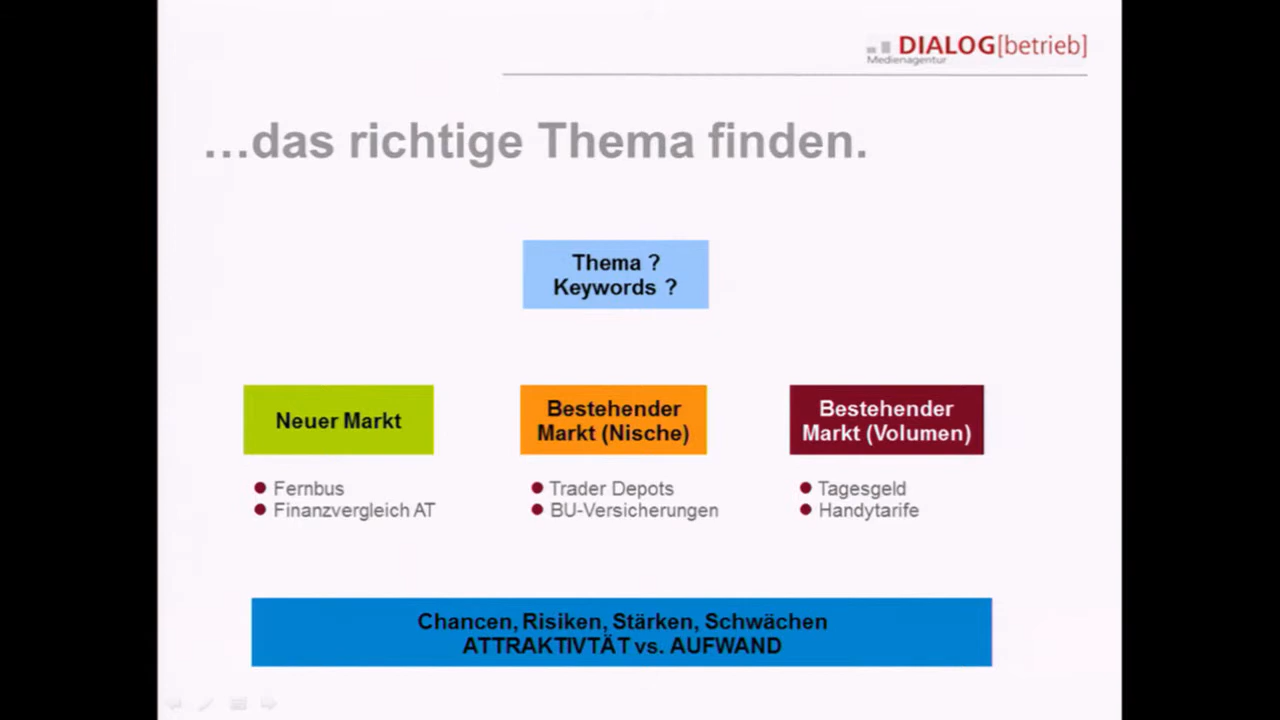 DIALOG[betrieb]
Medienagentur
...das richtige Thema finden.
Thema ?
Keywords ?
Neuer Markt
Fernbus
Finanzvergleich AT
Bestehender
Markt (Nische)
Trader Depots
BU-Versicherungen
Bestehender
Markt (Volumen)
Tagesgeld
Handytarife
Chancen, Risiken, Stärken, Schwächen
ATTRAKTIVTÄT vs. AUFWAND